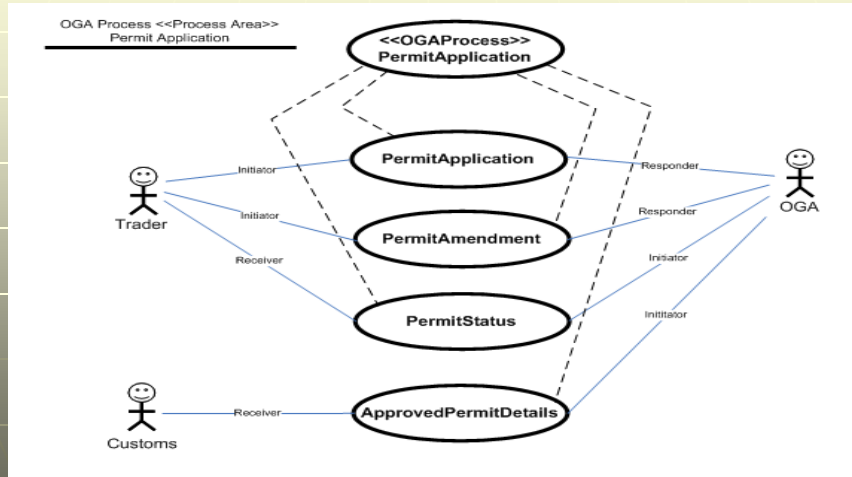 OGA Process <<Process Area>>
Permit Application
<<OGAProcess>>
PermitApplication
PermitApplication
Initiator
Responder
Trader
OGA
Initiator
PermitAmendment
Responder
Receiver
Initiator
PermitStatus
Inititator
Customs
Receiver
ApprovedPermitDetails